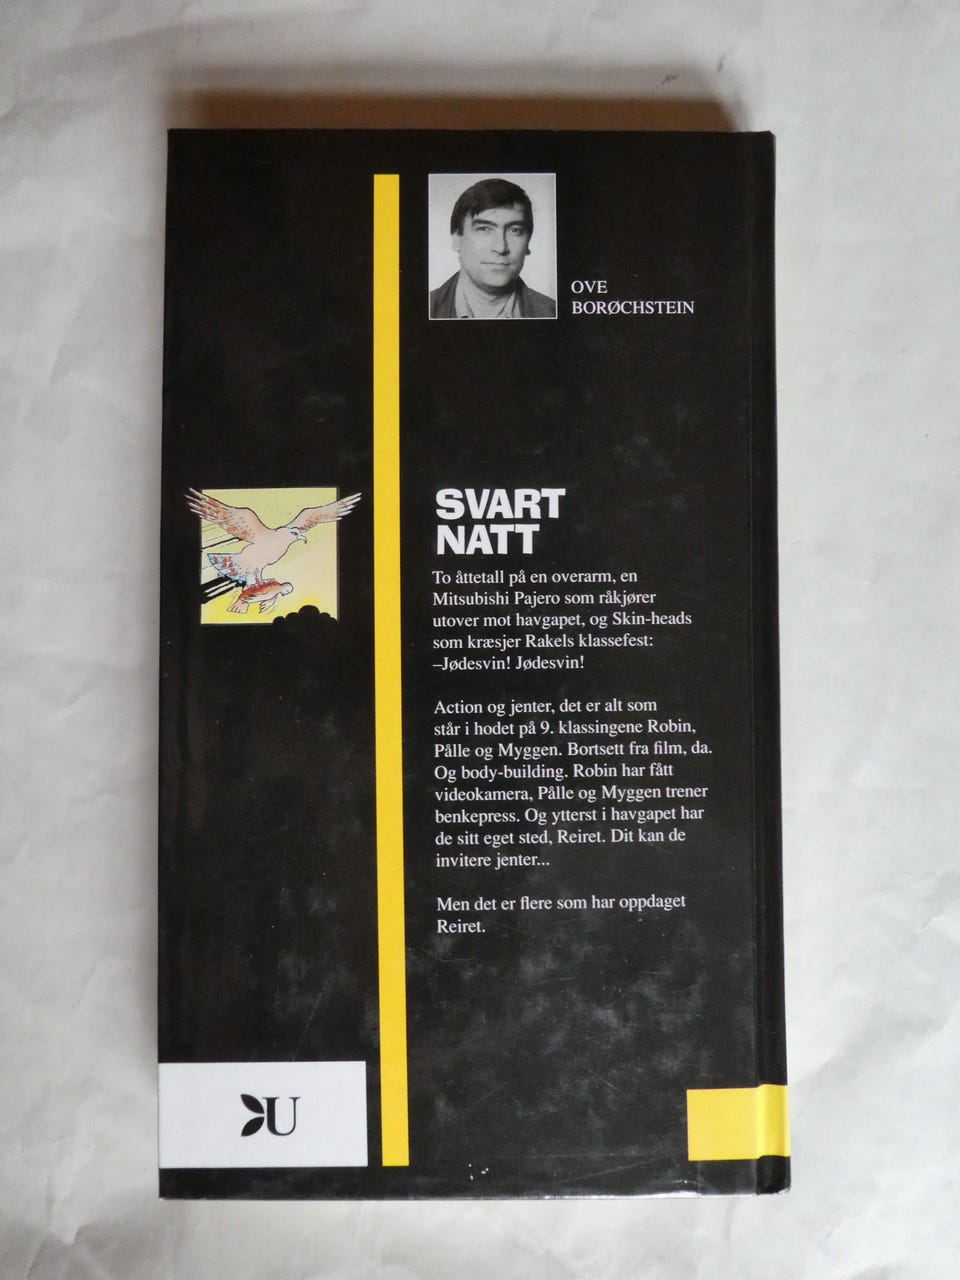 OVE
BORØCHSTEIN
SVART
NATT
To åttetall på en overarm, en
Mitsubishi Pajero som råkjører
utover mot havgapet, og Skin-heads
som kræsjer Rakels klassefest:
–Jødesvin! Jødesvin!
Action og jenter, det er alt som
står i hodet på 9. klassingene Robin,
Pålle og Myggen. Bortsett fra film, da.
Og body-building. Robin har fått
videokamera, Pålle og Myggen trener
benkepress. Og ytterst i havgapet har
de sitt eget sted, Reiret. Dit kan de
invitere jenter...
Men det er flere som har oppdaget
Reiret.
U